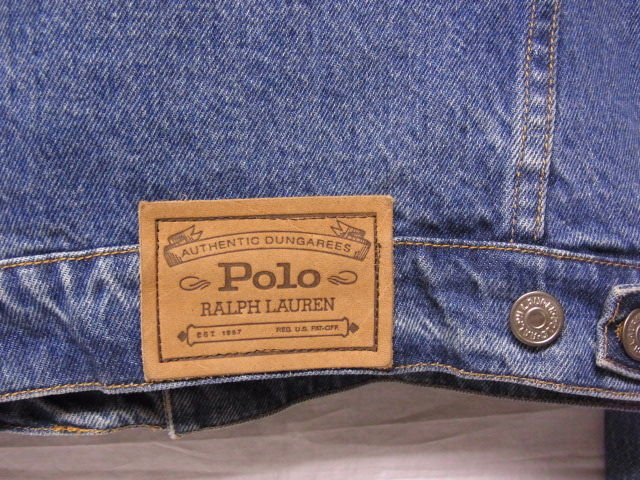 AUTHENTIC DUNGAREES
Polo
RALPH LAUREN
EST. 1967 REG. U.S. PAT-OFF.